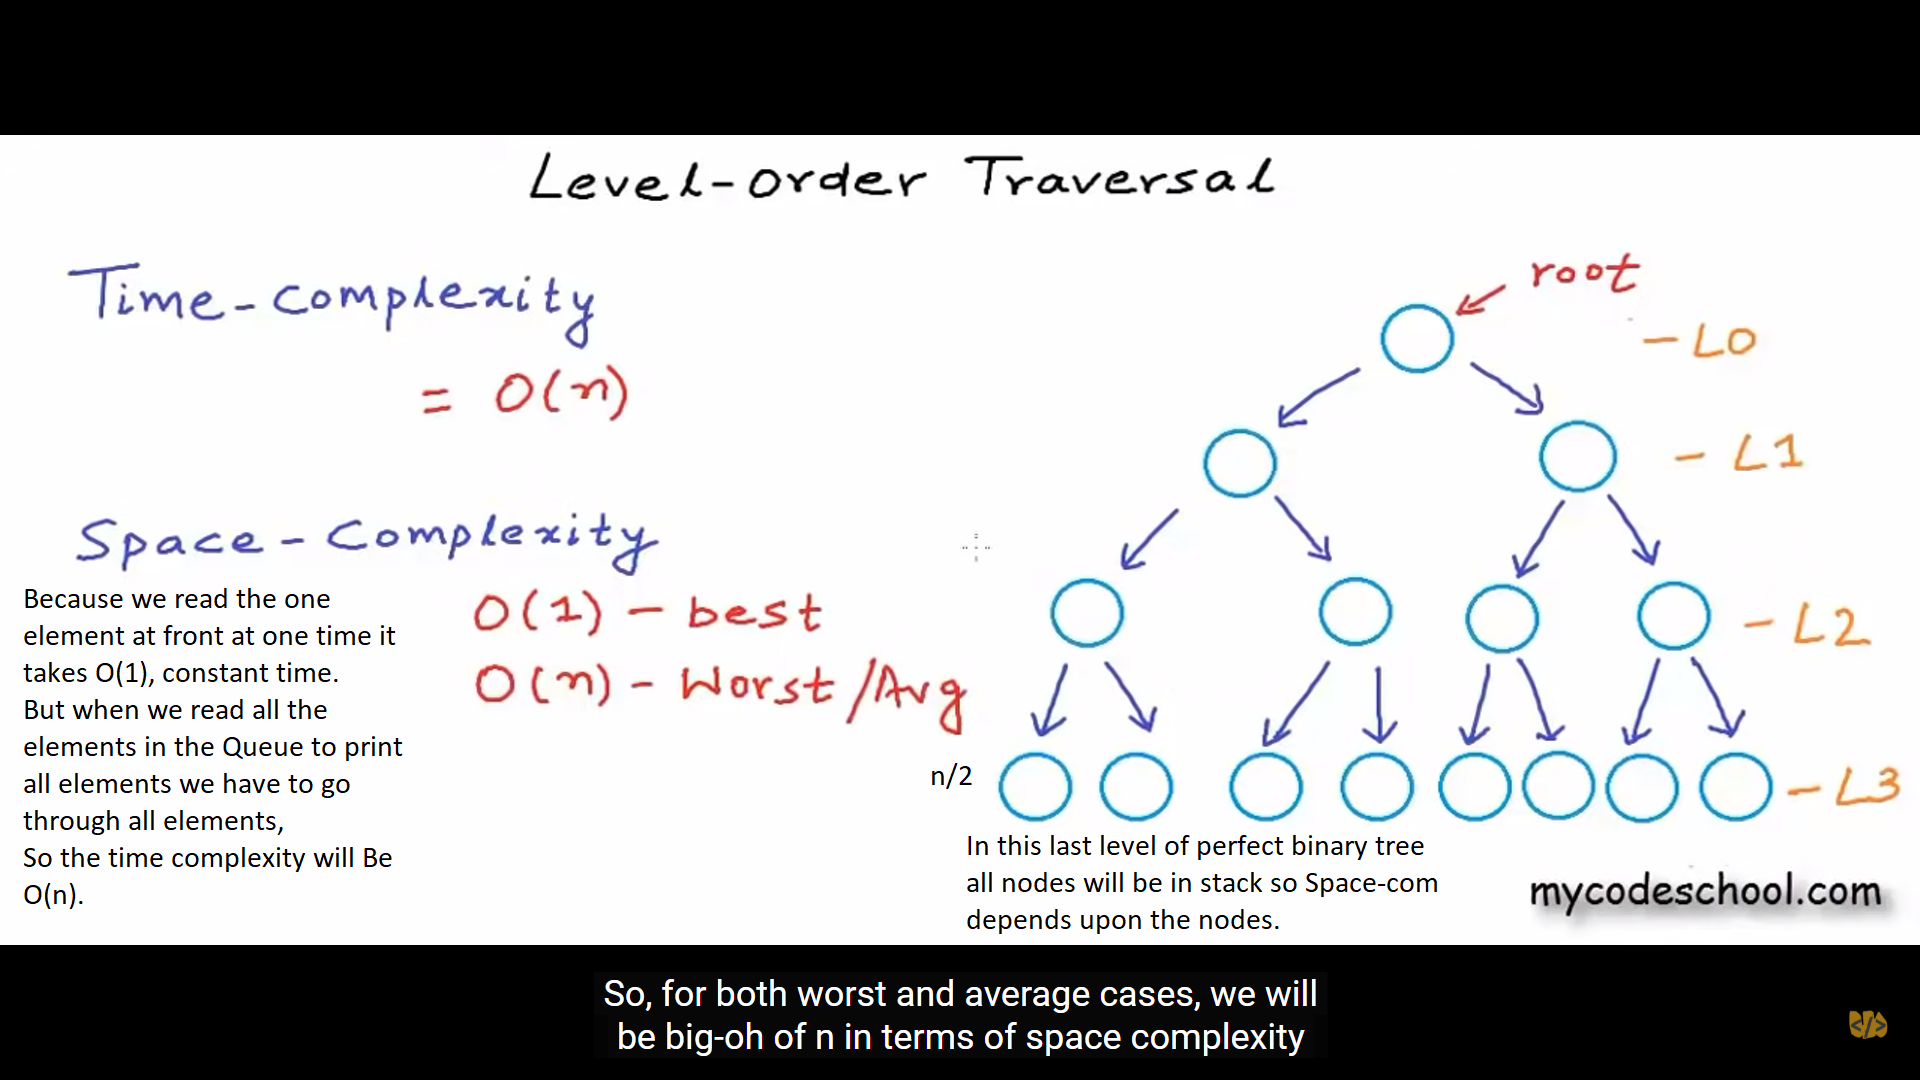 Level-order Traversal
Time-complexity
= O(n)
Space-Complexity
O(1) - best
O(n) - Worst/Avg
Because we read the one
element at front at one time it
takes O(1), constant time.
But when we read all the
elements in the Queue to print
all elements we have to go
through all elements,
So the time complexity will Be
O(n).
root
- L0
- L1
- L2
n/2
- L3
In this last level of perfect binary tree
all nodes will be in stack so Space-com
depends upon the nodes.
mycodeschool.com
So, for both worst and average cases, we will
be big-oh of n in terms of space complexity